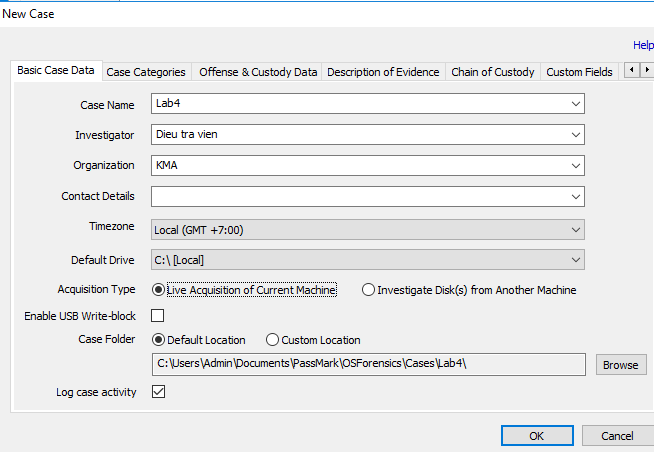 New Case
Help
Basic Case Data Case Categories Offense & Custody Data Description of Evidence Chain of Custody Custom Fields
Case Name Lab4
Investigator Dieu tra vien
Organization KMA
Contact Details
Timezone Local (GMT +7:00)
Default Drive C:\ [Local]
Acquisition Type Live Acquisition of Current Machine Investigate Disk(s) from Another Machine
Enable USB Write-block
Case Folder Default Location Custom Location
C:\Users\Admin\Documents\PassMark\OSForensics\Cases\Lab4\ Browse
Log case activity
OK Cancel